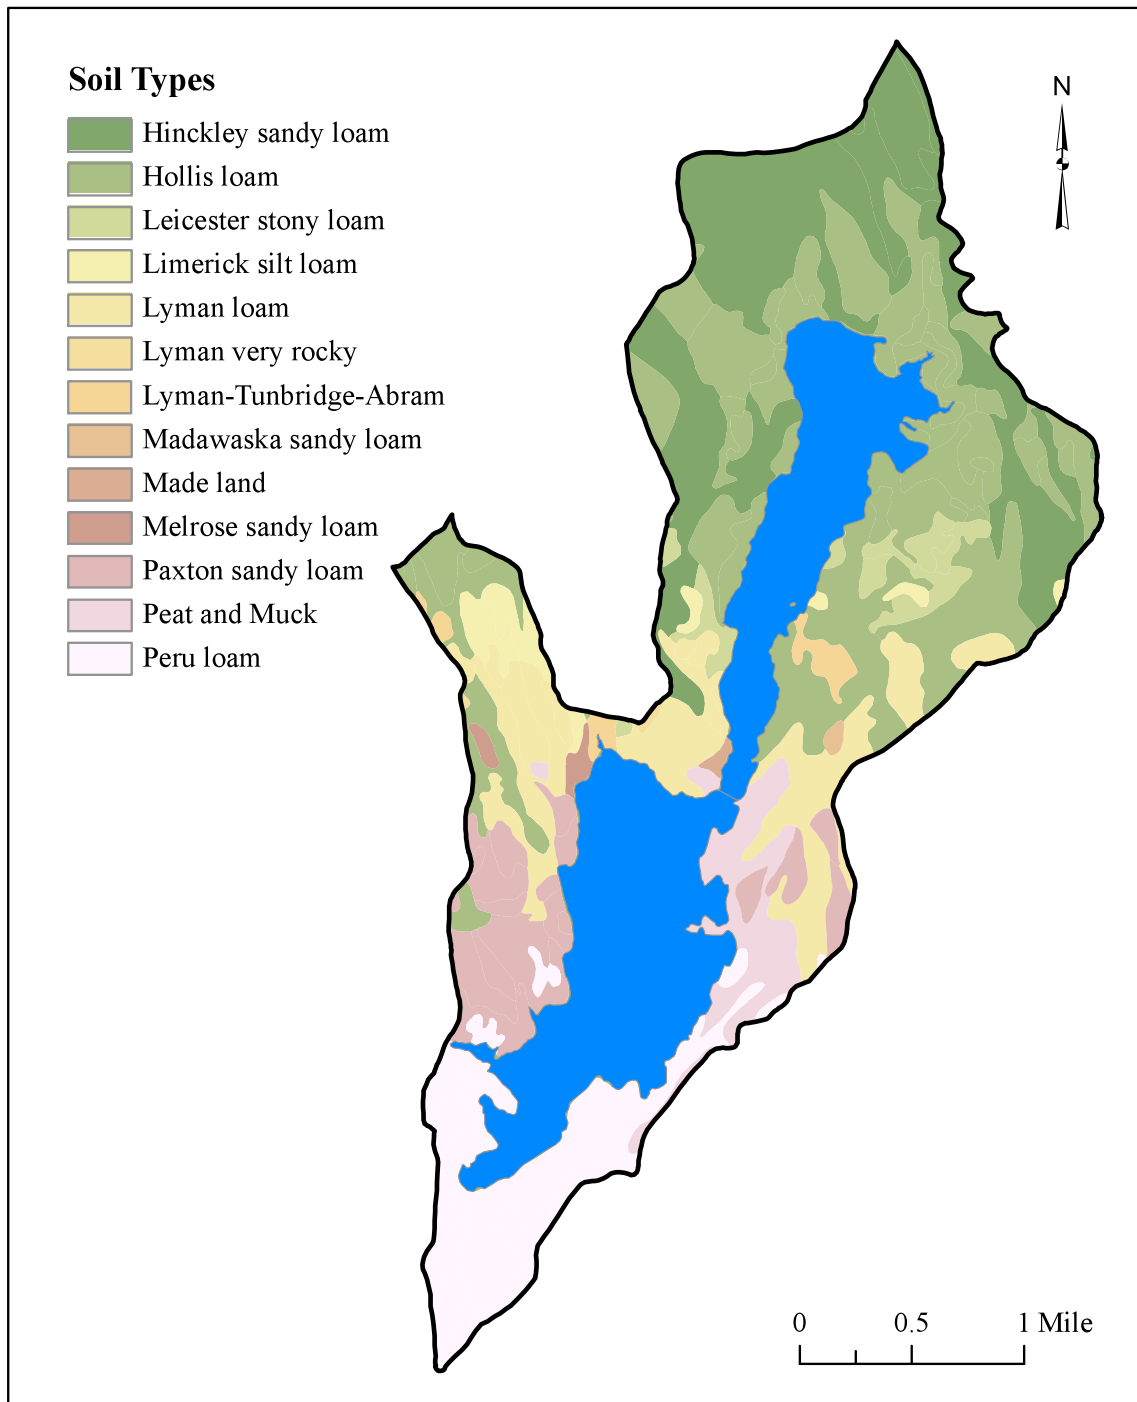 Soil Types
Hinckley sandy loam
Hollis loam
Leicester stony loam
Limerick silt loam
Lyman loam
Lyman very rocky
Lyman-Tunbridge-Abram
Madawaska sandy loam
Made land
Melrose sandy loam
Paxton sandy loam
Peat and Muck
Peru loam
N
0 0.5 1 Mile